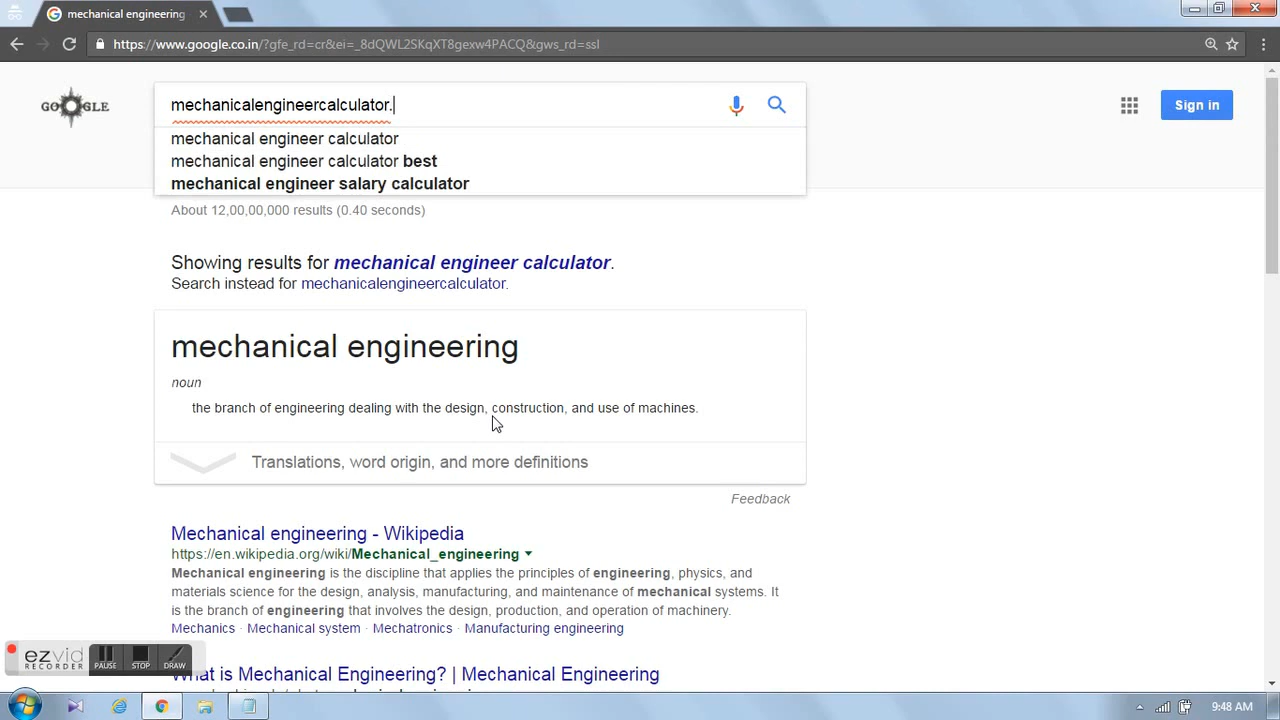 mechanical engineering
https://www.google.co.in/?gfe_rd=cr&ei=_8dQWL2SKqXT8gexw4PACQ&gws_rd=ssl
GOOGLE
mechanicalengineercalculator.
Sign in
mechanical engineer calculator
mechanical engineer calculator best
mechanical engineer salary calculator
About 12,00,00,000 results (0.40 seconds)
Showing results for mechanical engineer calculator.
Search instead for mechanicalengineercalculator.
mechanical engineering
noun
the branch of engineering dealing with the design, construction, and use of machines.
Translations, word origin, and more definitions
Feedback
Mechanical engineering - Wikipedia
https://en.wikipedia.org/wiki/Mechanical_engineering
Mechanical engineering is the discipline that applies the principles of engineering, physics, and
materials science for the design, analysis, manufacturing, and maintenance of mechanical systems. It
is the branch of engineering that involves the design, production, and operation of machinery.
Mechanics · Mechanical system · Mechatronics · Manufacturing engineering
ezvid
RECORDER
PAUSE STOP DRAW
What is Mechanical Engineering? | Mechanical Engineering
9:48 AM